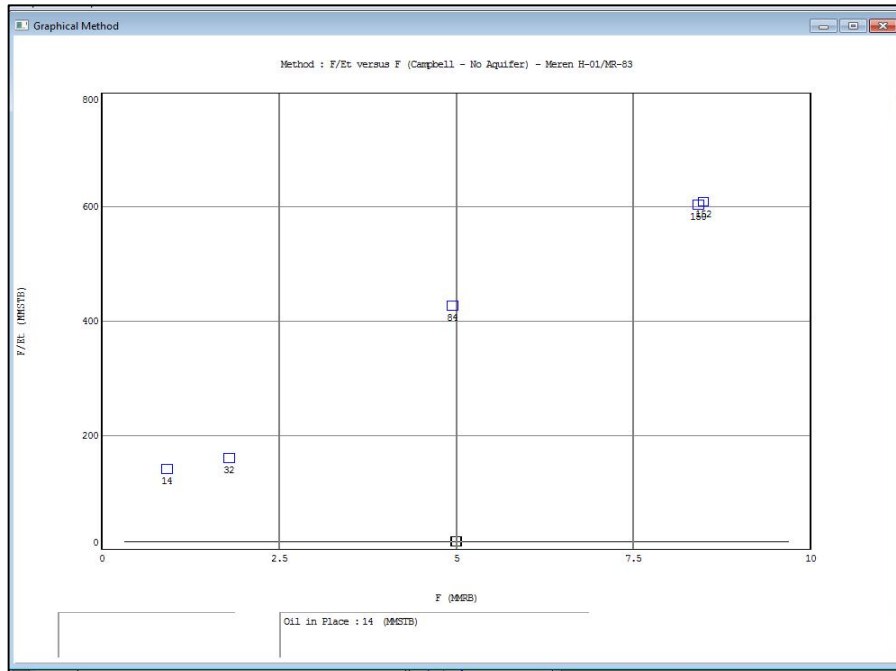 Graphical Method
Method : F/Et versus F (Campbell - No Aquifer) - Meren H-01/MR-83
800
600
400
200
0
F/Et (MMSTB)
14
32
84
152
0
2.5
5
7.5
10
F (MMRB)
Oil in Place : 14 (MMSTB)